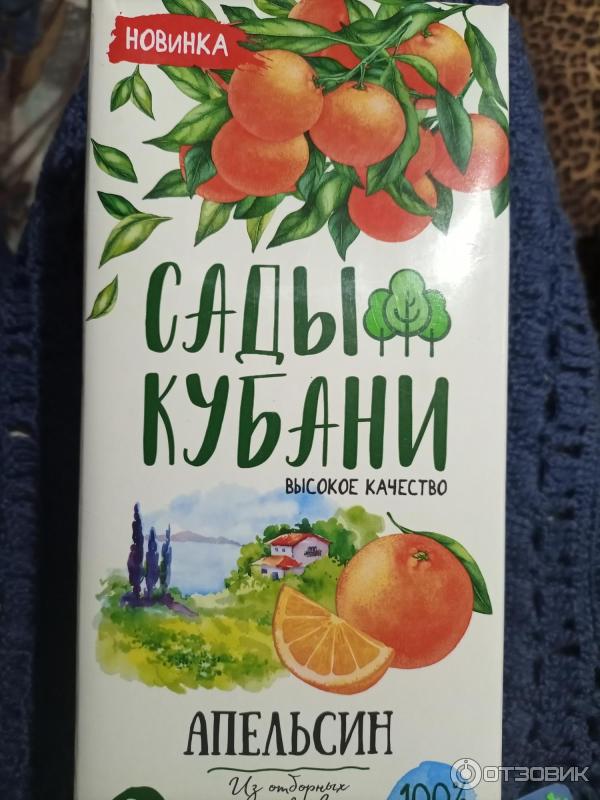 НОВИНКА
САДЫ
КУБАНИ
ВЫСОКОЕ КАЧЕСТВО
АПЕЛЬСИН
Из отборных
100%
ОТЗОВИК